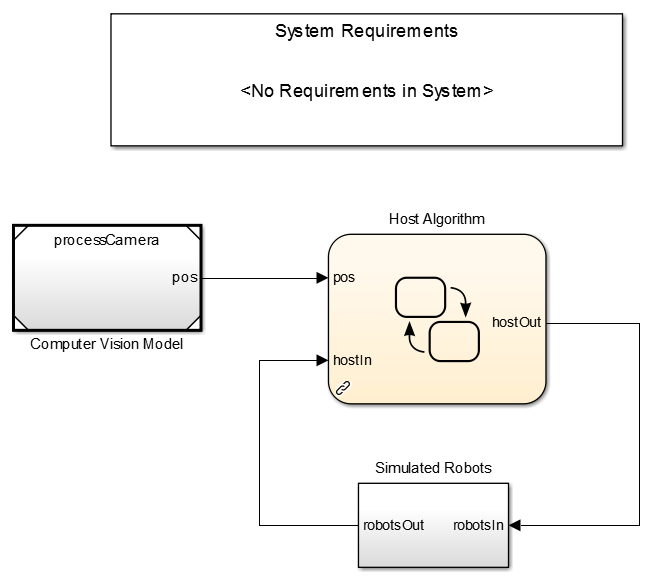 System Requirements
<No Requirements in System>
Host Algorithm
processCamera
pos
pos
hostOut
Computer Vision Model
hostIn
Simulated Robots
robotsOut
robotsIn